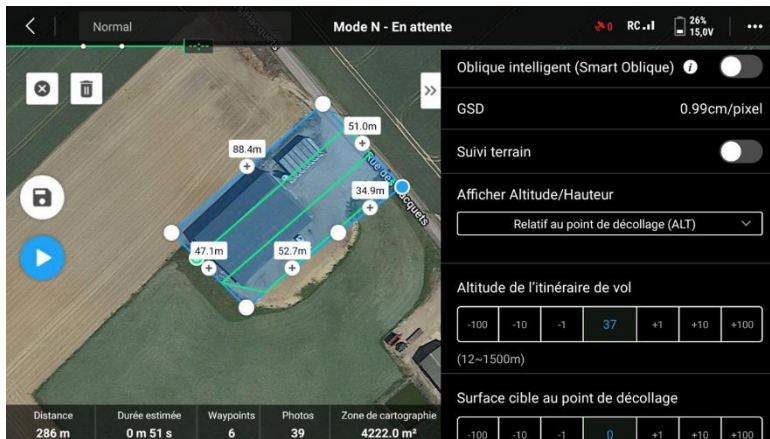 Normal
Mode N - En attente
0
RC
26%
15,0V
--:--
Oblique intelligent (Smart Oblique)
GSD
0.99cm/pixel
Suivi terrain
Afficher Altitude/Hauteur
Relatif au point de décollage (ALT)
Altitude de l'itinéraire de vol
-100 -10 -1 37 +1 +10 +100
(12~1500m)
Surface cible au point de décollage
-100 -10 -1 0 +1 +10 +100
51.0m
88.4m
34.9m
47.1m
52.7m
Distance
286 m
Durée estimée
0 m 51 s
Waypoints
6
Photos
39
Zone de cartographie
4222.0 m²